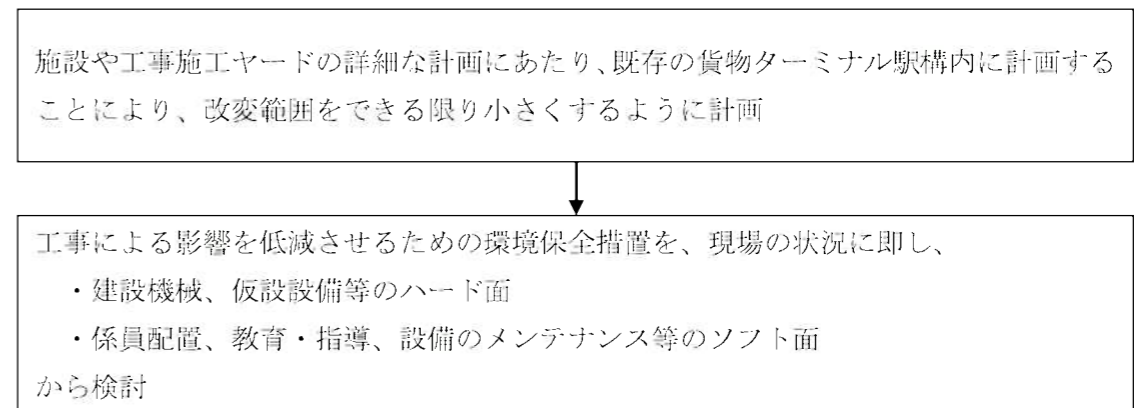 施設や工事施工ヤードの詳細な計画にあたり、既存の貨物ターミナル駅構内に計画する
ことにより、改変範囲をできる限り小さくするように計画
工事による影響を低減させるための環境保全措置を、現場の状況に即し、
・建設機械、仮設設備等のハード面
・係員配置、教育・指導、設備のメンテナンス等のソフト面
から検討